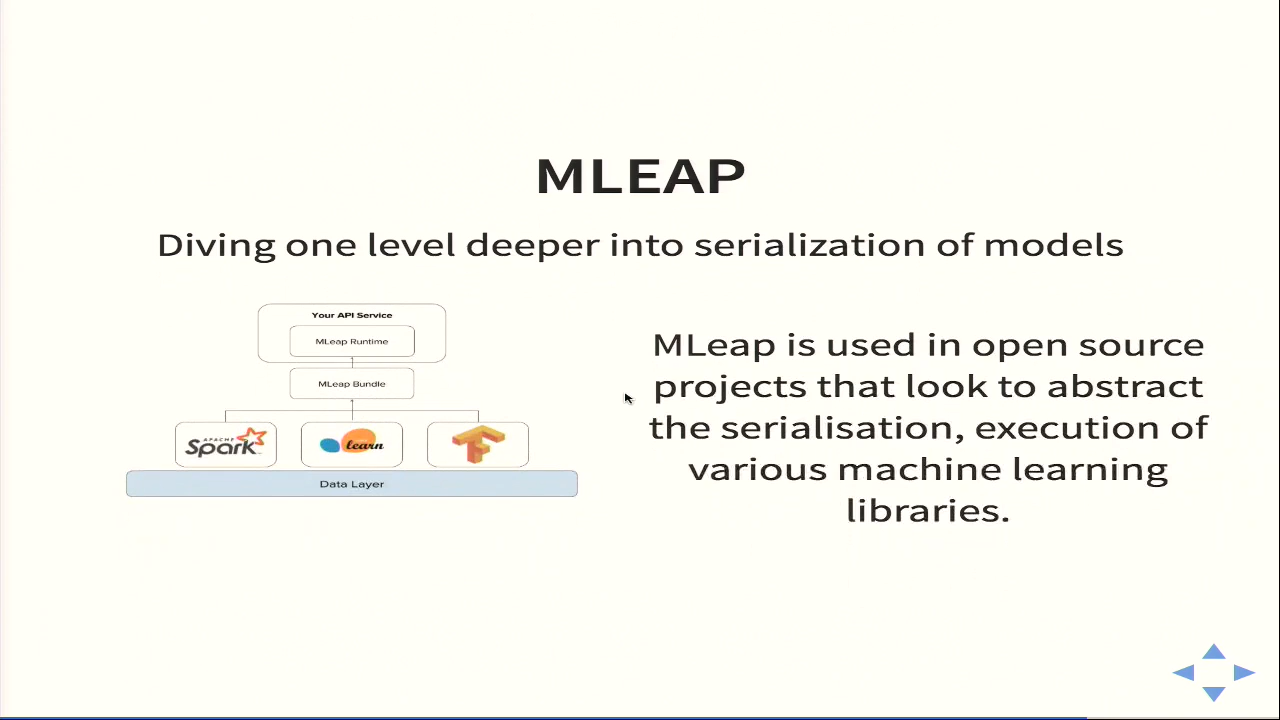 MLEAP
Diving one level deeper into serialization of models
Your API Service
MLeap Runtime
MLeap Bundle
APACHE
Spark
learn
Data Layer
MLeap is used in open source
projects that look to abstract
the serialisation, execution of
various machine learning
libraries.